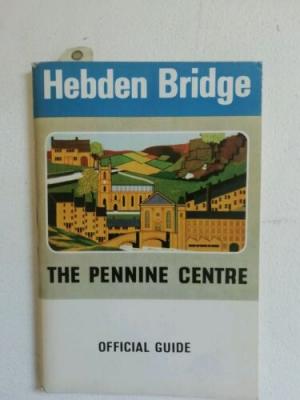 Hebden Bridge
THE PENNINE CENTRE
OFFICIAL GUIDE